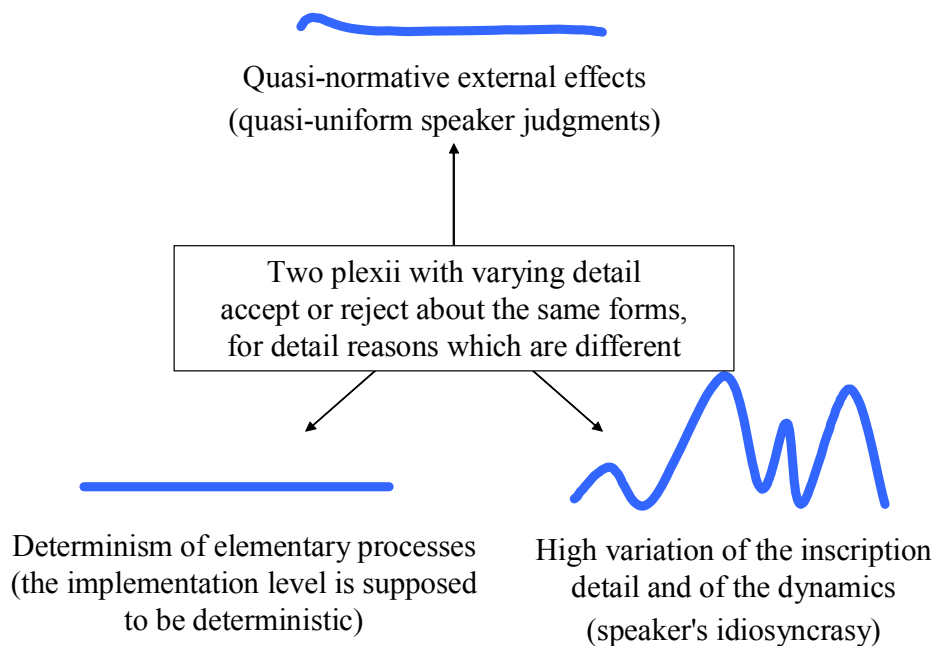 Quasi-normative external effects
(quasi-uniform speaker judgments)
Two plexii with varying detail
accept or reject about the same forms,
for detail reasons which are different
Determinism of elementary processes
(the implementation level is supposed
to be deterministic)
High variation of the inscription
detail and of the dynamics
(speaker's idiosyncrasy)